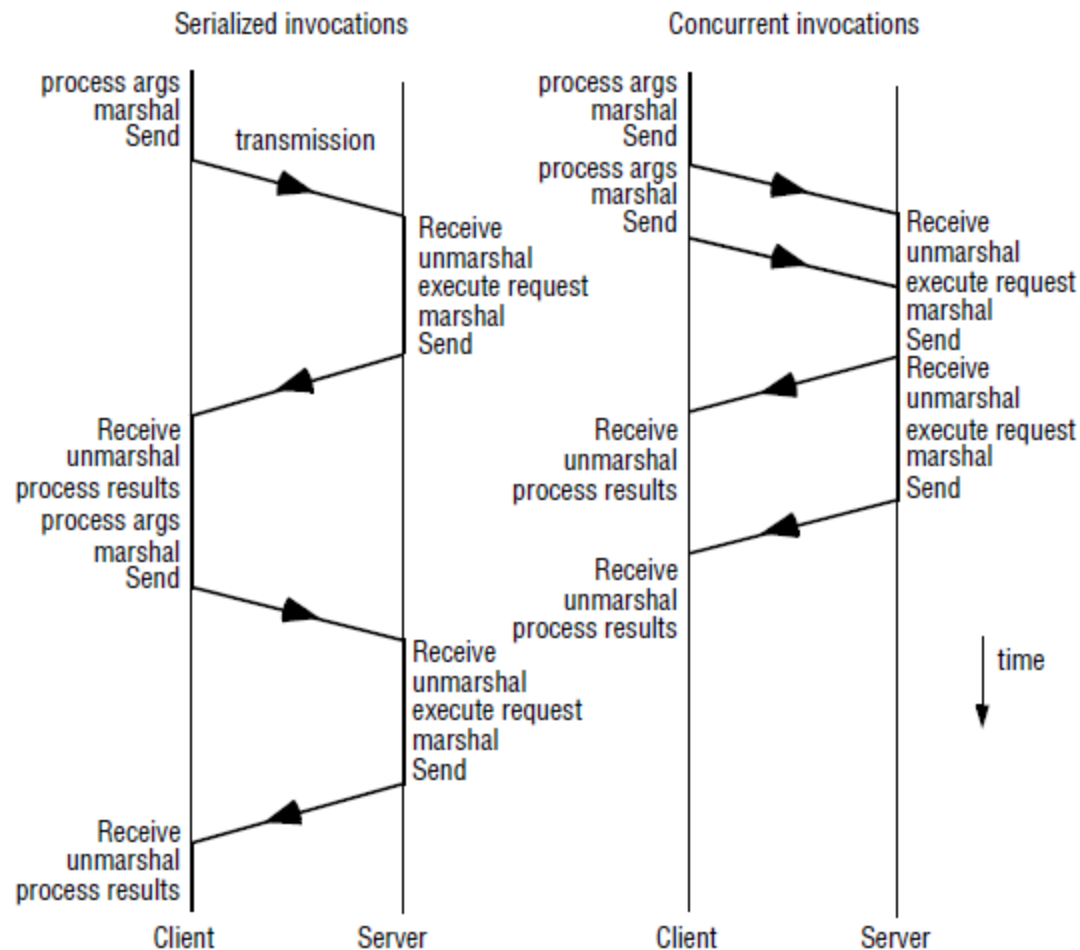 Serialized invocations
process args
marshal
Send
transmission
Receive
unmarshal
execute request
marshal
Send
Receive
unmarshal
process results
process args
marshal
Send
Receive
unmarshal
execute request
marshal
Send
Receive
unmarshal
process results
Client
Server
Concurrent invocations
process args
marshal
Send
process args
marshal
Send
Receive
unmarshal
execute request
marshal
Send
Receive
unmarshal
execute request
marshal
Send
Receive
unmarshal
process results
Receive
unmarshal
process results
time
Client
Server